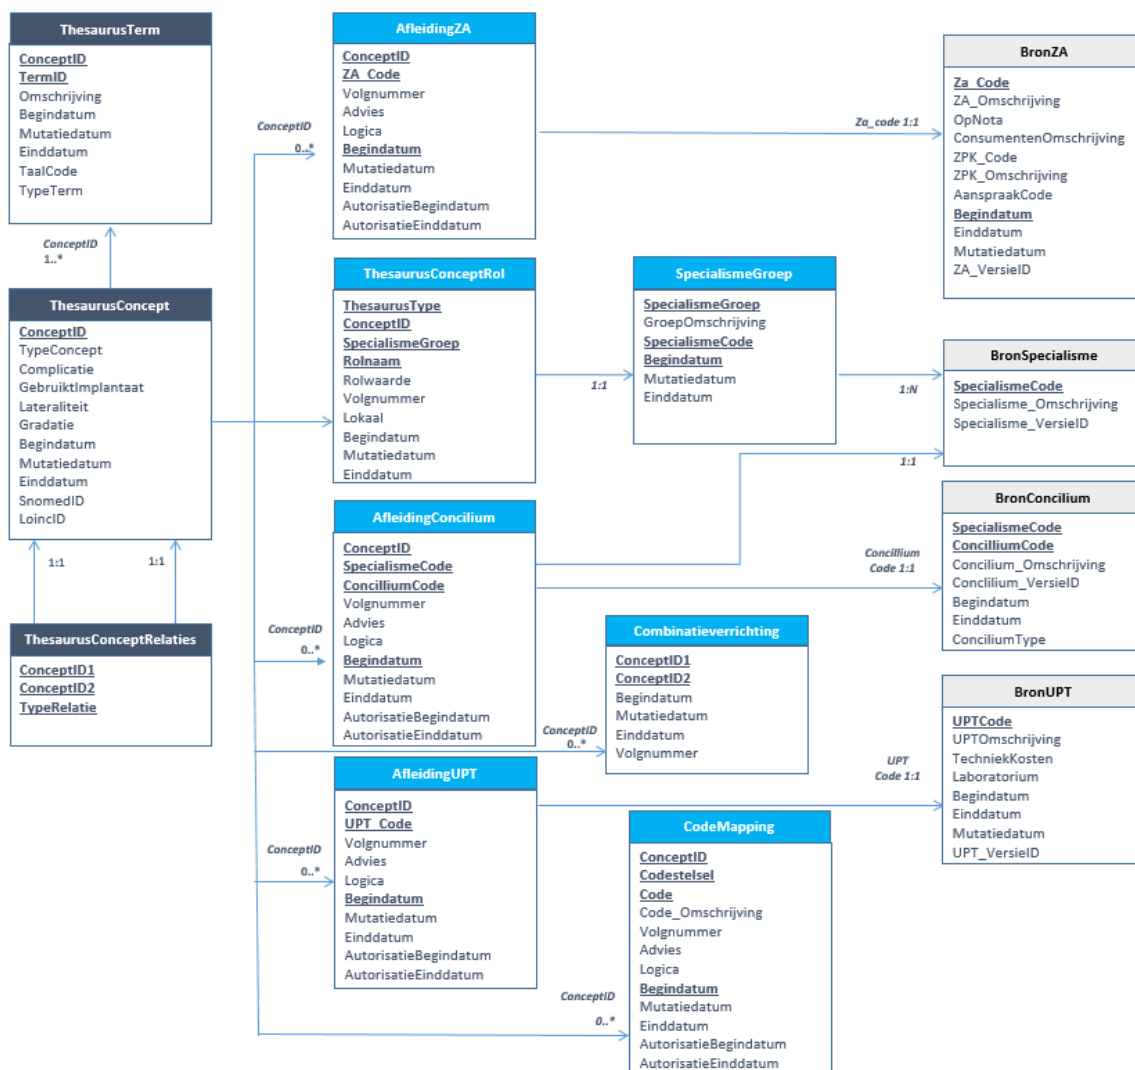 ThesaurusTerm
ConceptID
TermID
Omschrijving
Begindatum
Mutatiedatum
Einddatum
TaalCode
TypeTerm
ConceptID
1..*
ThesaurusConcept
ConceptID
TypeConcept
Complicatie
GebruiktImplantaat
Lateraliteit
Gradatie
Begindatum
Mutatiedatum
Einddatum
SnomedID
LoincID
1:1
1:1
ThesaurusConceptRelaties
ConceptID1
ConceptID2
TypeRelatie
ConceptID
0..*
AfleidingZA
ConceptID
ZA_Code
Volgnummer
Advies
Logica
Begindatum
Mutatiedatum
Einddatum
AutorisatieBegindatum
AutorisatieEinddatum
Za_code 1:1
BronZA
Za_Code
ZA_Omschrijving
OpNota
ConsumentenOmschrijving
ZPK_Code
ZPK_Omschrijving
AanspraakCode
Begindatum
Einddatum
Mutatiedatum
ZA_VersieID
ThesaurusConceptRol
ThesaurusType
ConceptID
SpecialismeGroep
Rolnaam
Rolwaarde
Volgnummer
Lokaal
Begindatum
Mutatiedatum
Einddatum
1:1
SpecialismeGroep
SpecialismeGroep
GroepOmschrijving
SpecialismeCode
Begindatum
Mutatiedatum
Einddatum
1:N
BronSpecialisme
SpecialismeCode
Specialisme_Omschrijving
Specialisme_VersieID
1:1
ConceptID
0..*
AfleidingConcilium
ConceptID
SpecialismeCode
ConcilliumCode
Volgnummer
Advies
Logica
Begindatum
Mutatiedatum
Einddatum
AutorisatieBegindatum
AutorisatieEinddatum
Concillium
Code 1:1
BronConcilium
SpecialismeCode
ConcilliumCode
Concilium_Omschrijving
Conclilium_VersieID
Begindatum
Einddatum
ConciliumType
ConceptID
0..*
Combinatieverrichting
ConceptID1
ConceptID2
Begindatum
Mutatiedatum
Einddatum
Volgnummer
ConceptID
0..*
AfleidingUPT
ConceptID
UPT_Code
Volgnummer
Advies
Logica
Begindatum
Mutatiedatum
Einddatum
AutorisatieBegindatum
AutorisatieEinddatum
UPT
Code 1:1
BronUPT
UPTCode
UPTOmschrijving
TechniekKosten
Laboratorium
Begindatum
Einddatum
Mutatiedatum
UPT_VersieID
ConceptID
0..*
CodeMapping
ConceptID
Codestelsel
Code
Code_Omschrijving
Volgnummer
Advies
Logica
Begindatum
Mutatiedatum
Einddatum
AutorisatieBegindatum
AutorisatieEinddatum